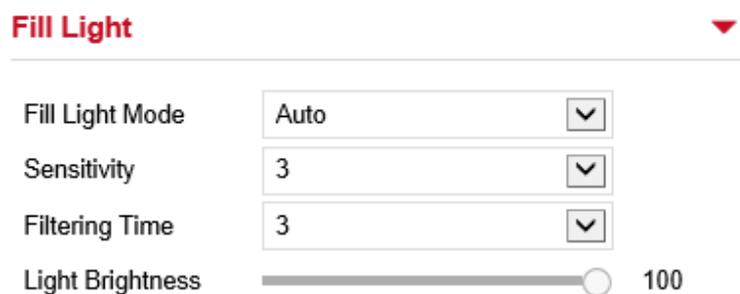 Fill Light
Fill Light Mode Auto
Sensitivity 3
Filtering Time 3
Light Brightness 100